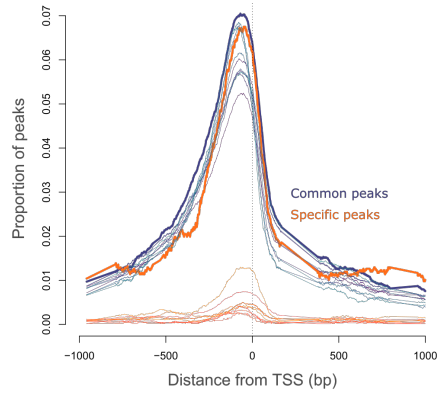 0.07
0.06
0.05
0.04
0.03
0.02
0.01
0.00
Proportion of peaks
Common peaks
Specific peaks
−1000 −500 0 500 1000
Distance from TSS (bp)